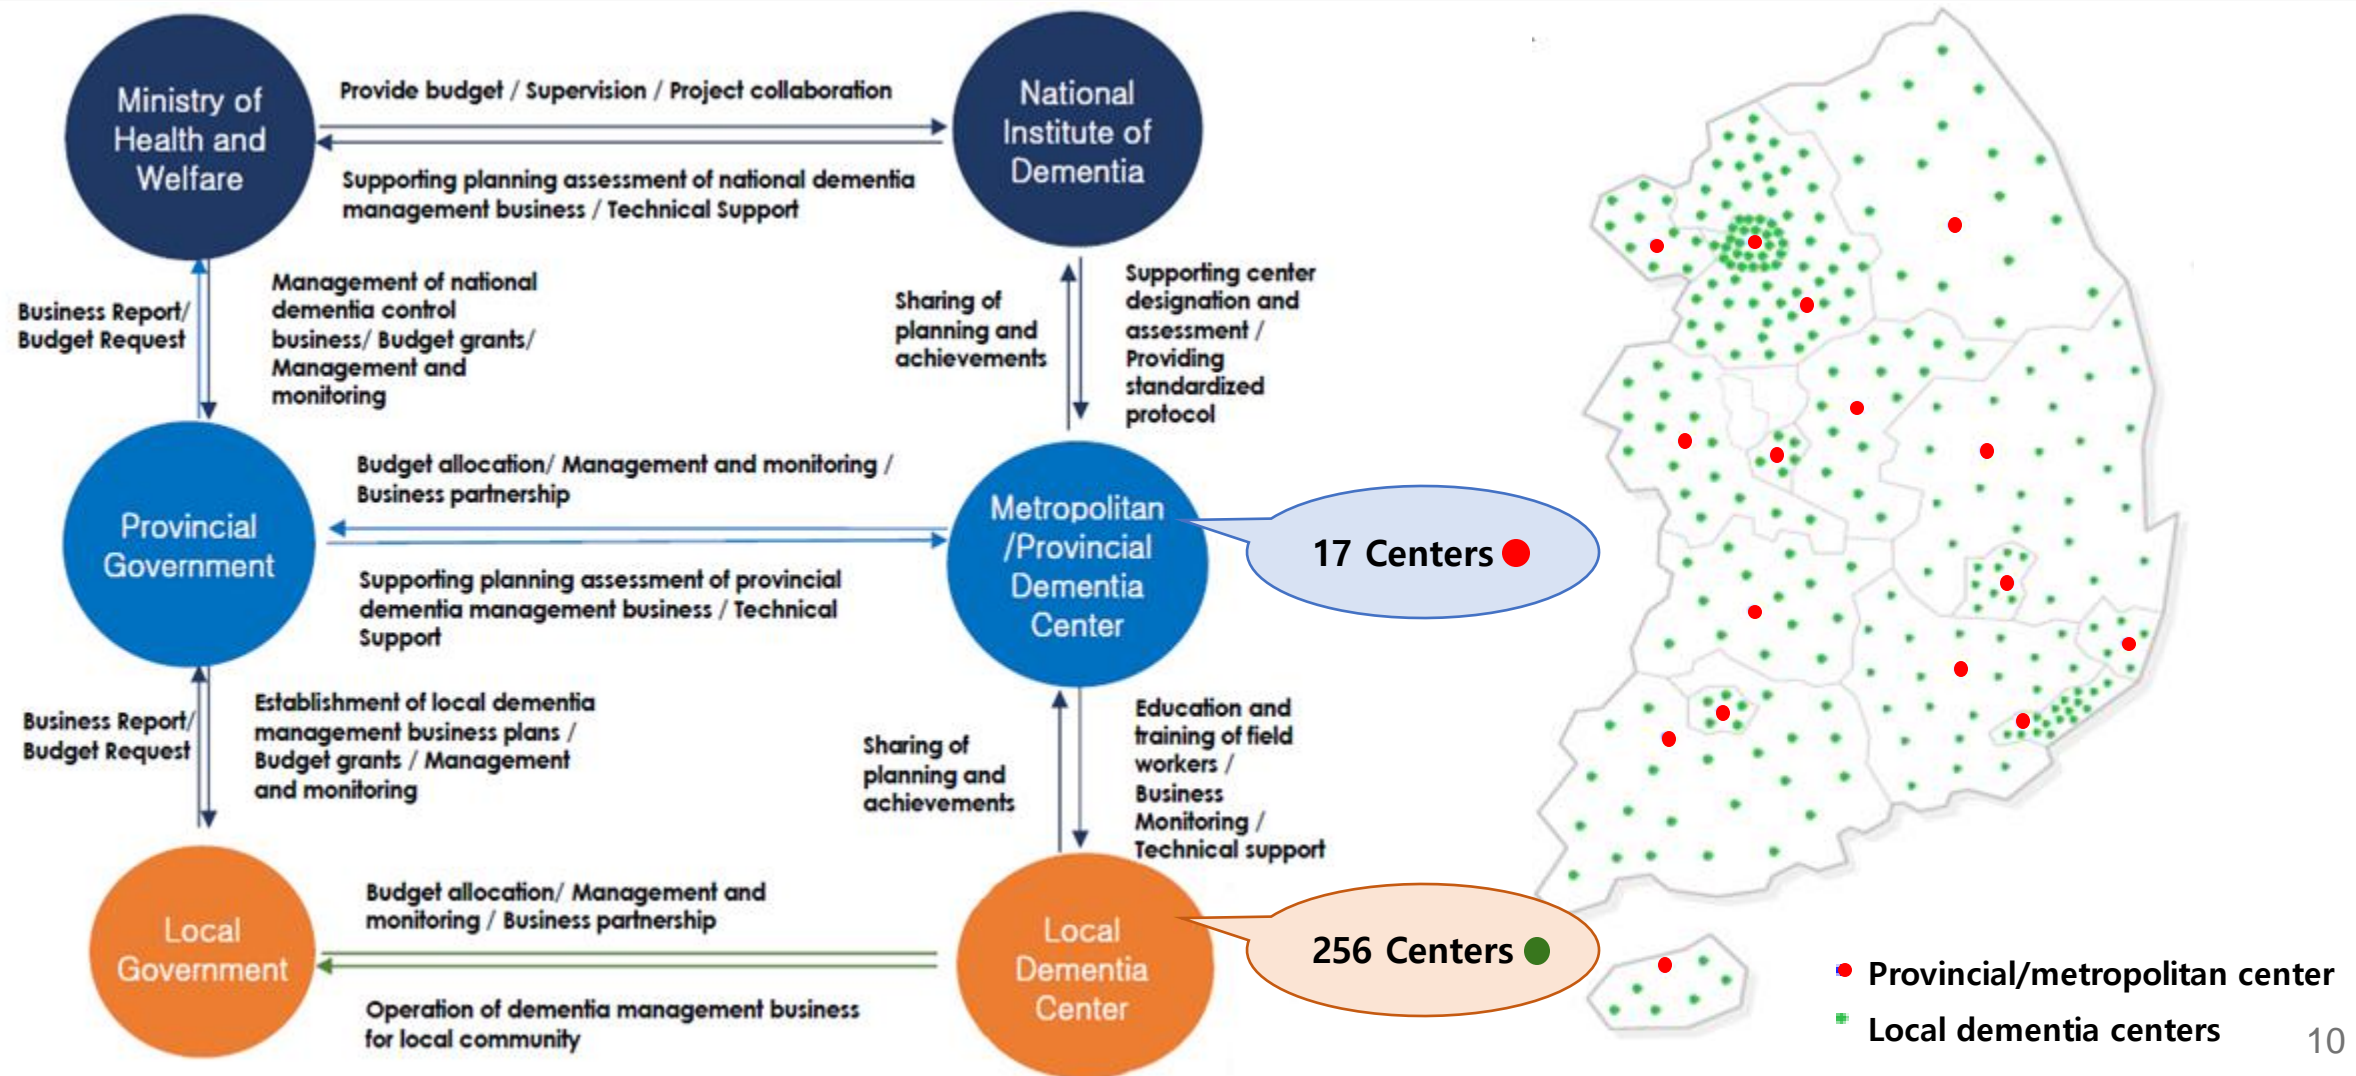 Ministry of
Health and
Welfare
Provide budget / Supervision / Project collaboration
Supporting planning assessment of national dementia
management business / Technical Support
National
Institute of
Dementia
Business Report/
Budget Request
Management of national
dementia control
business/ Budget grants/
Management and
monitoring
Sharing of
planning and
achievements
Supporting center
designation and
assessment /
Providing
standardized
protocol
Provincial
Government
Budget allocation/ Management and monitoring /
Business partnership
Supporting planning assessment of provincial
dementia management business / Technical
Support
Metropolitan
/Provincial
Dementia
Center
17 Centers
Business Report/
Budget Request
Establishment of local dementia
management business plans /
Budget grants / Management
and monitoring
Sharing of
planning and
achievements
Education and
training of field
workers /
Business
Monitoring /
Technical support
Local
Government
Budget allocation/ Management and
monitoring / Business partnership
Operation of dementia management business
for local community
Local
Dementia
Center
256 Centers
Provincial/metropolitan center
Local dementia centers
10